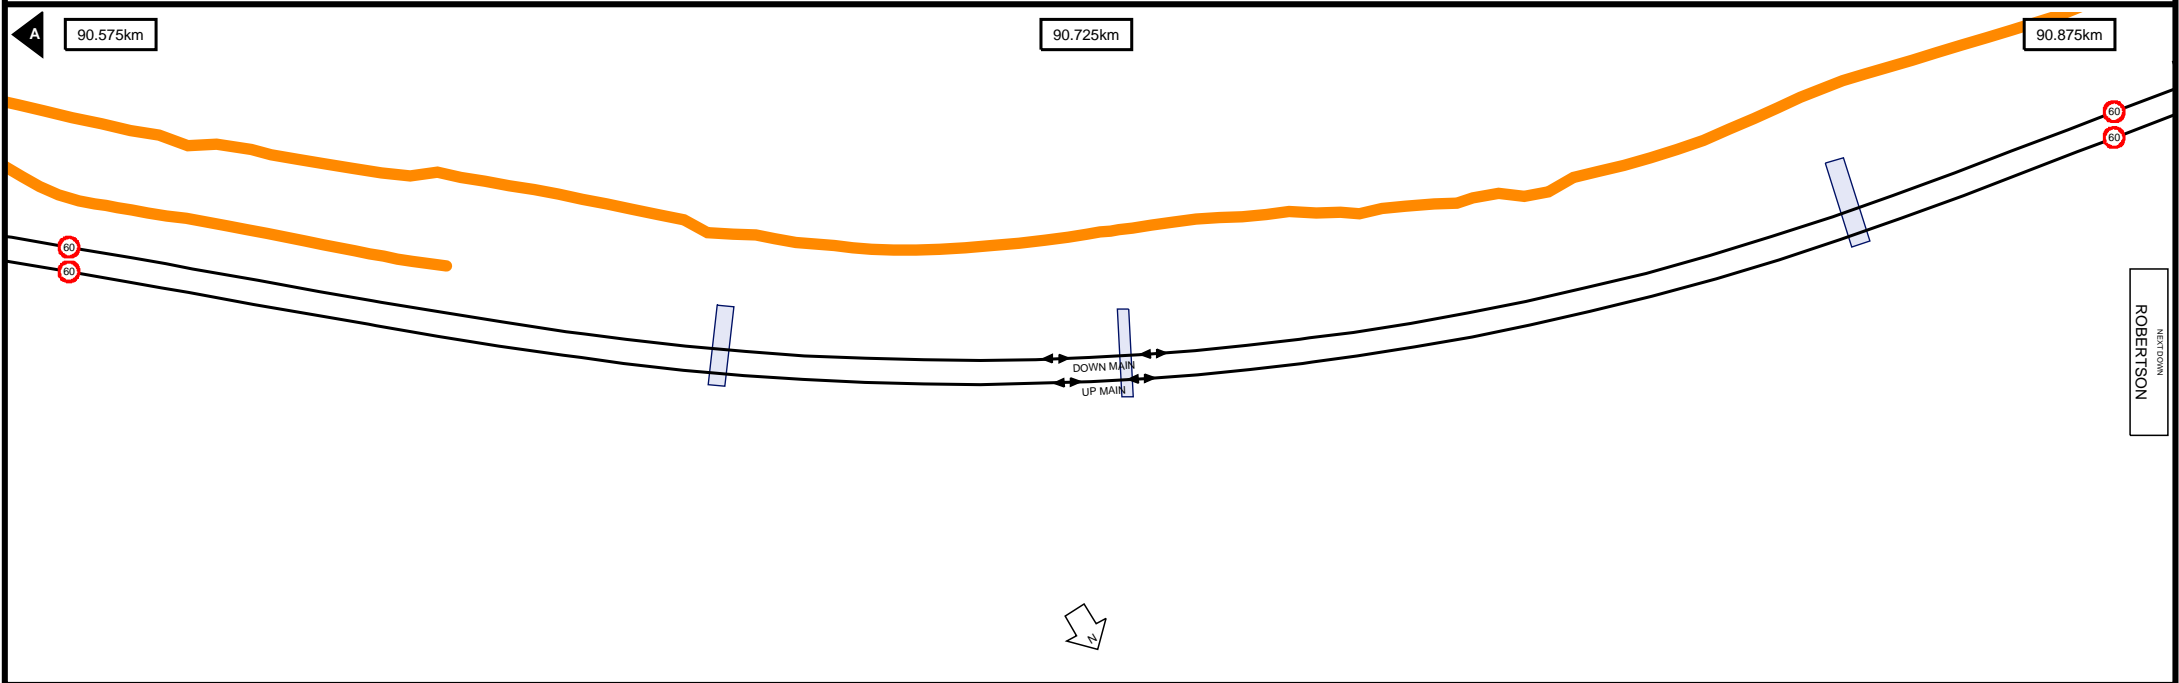 A
90.575km
90.725km
90.875km
60
60
60
60
DOWN MAIN
UP MAIN
NEXT DOWN
ROBERTSON
N